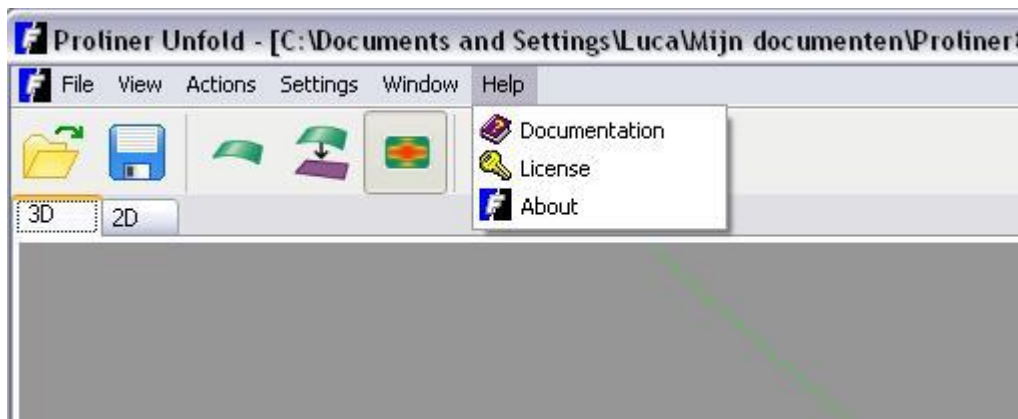 Proliner Unfold - [C:\Documents and Settings\Luca\Mijn documenten\Proliner
File View Actions Settings Window Help
Documentation
License
About
3D 2D